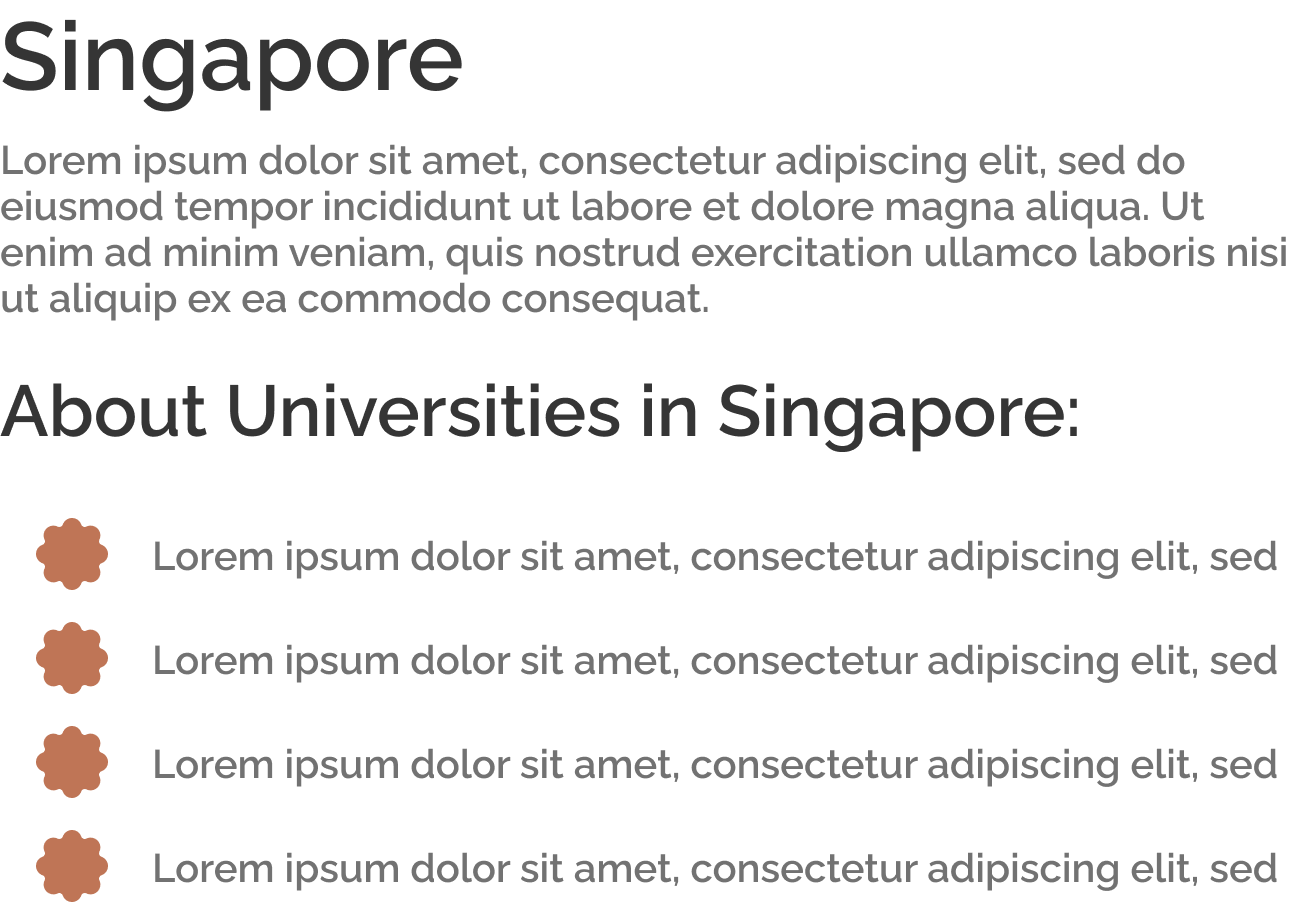 Singapore
Lorem ipsum dolor sit amet, consectetur adipiscing elit, sed do
eiusmod tempor incididunt ut labore et dolore magna aliqua. Ut
enim ad minim veniam, quis nostrud exercitation ullamco laboris nisi
ut aliquip ex ea commodo consequat.
About Universities in Singapore:
Lorem ipsum dolor sit amet, consectetur adipiscing elit, sed
Lorem ipsum dolor sit amet, consectetur adipiscing elit, sed
Lorem ipsum dolor sit amet, consectetur adipiscing elit, sed
Lorem ipsum dolor sit amet, consectetur adipiscing elit, sed